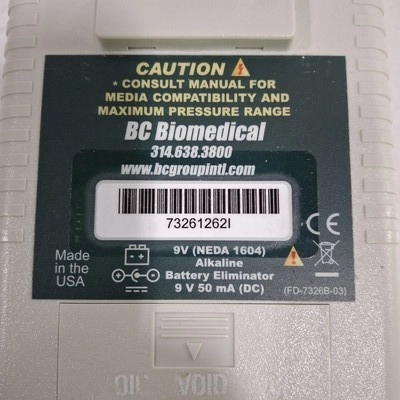 CAUTION
* CONSULT MANUAL FOR
MEDIA COMPATIBILITY AND
MAXIMUM PRESSURE RANGE
BC Biomedical
314.638.3800
www.bcgroupintl.com
73261262I
CE
Made
in the
USA
9V (NEDA 1604)
Alkaline
Battery Eliminator
9 V 50 mA (DC)
(FD-7326B-03)
VOID